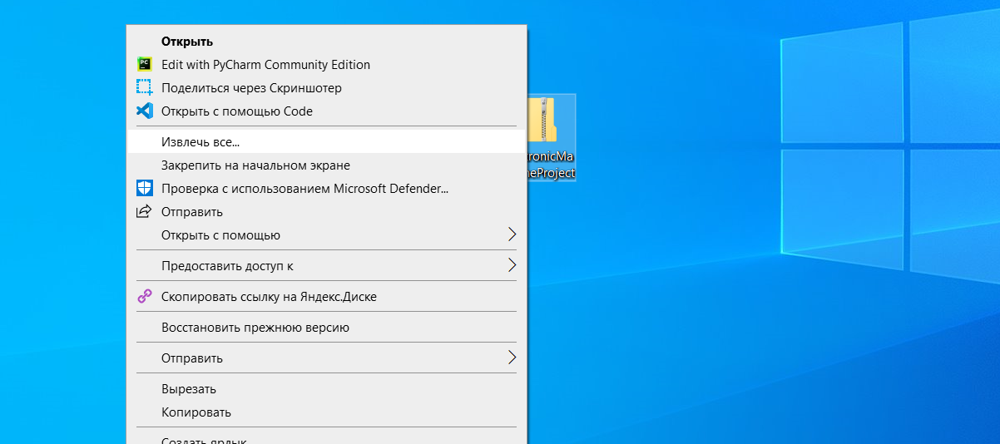 Открыть
Edit with PyCharm Community Edition
Поделиться через Скриншотер
Открыть с помощью Code
Извлечь все...
Закрепить на начальном экране
Проверка с использованием Microsoft Defender...
Отправить
Открыть с помощью
Предоставить доступ к
Скопировать ссылку на Яндекс.Диске
Восстановить прежнюю версию
Отправить
Вырезать
Копировать
Создать ярлык
tronicMa
neProject